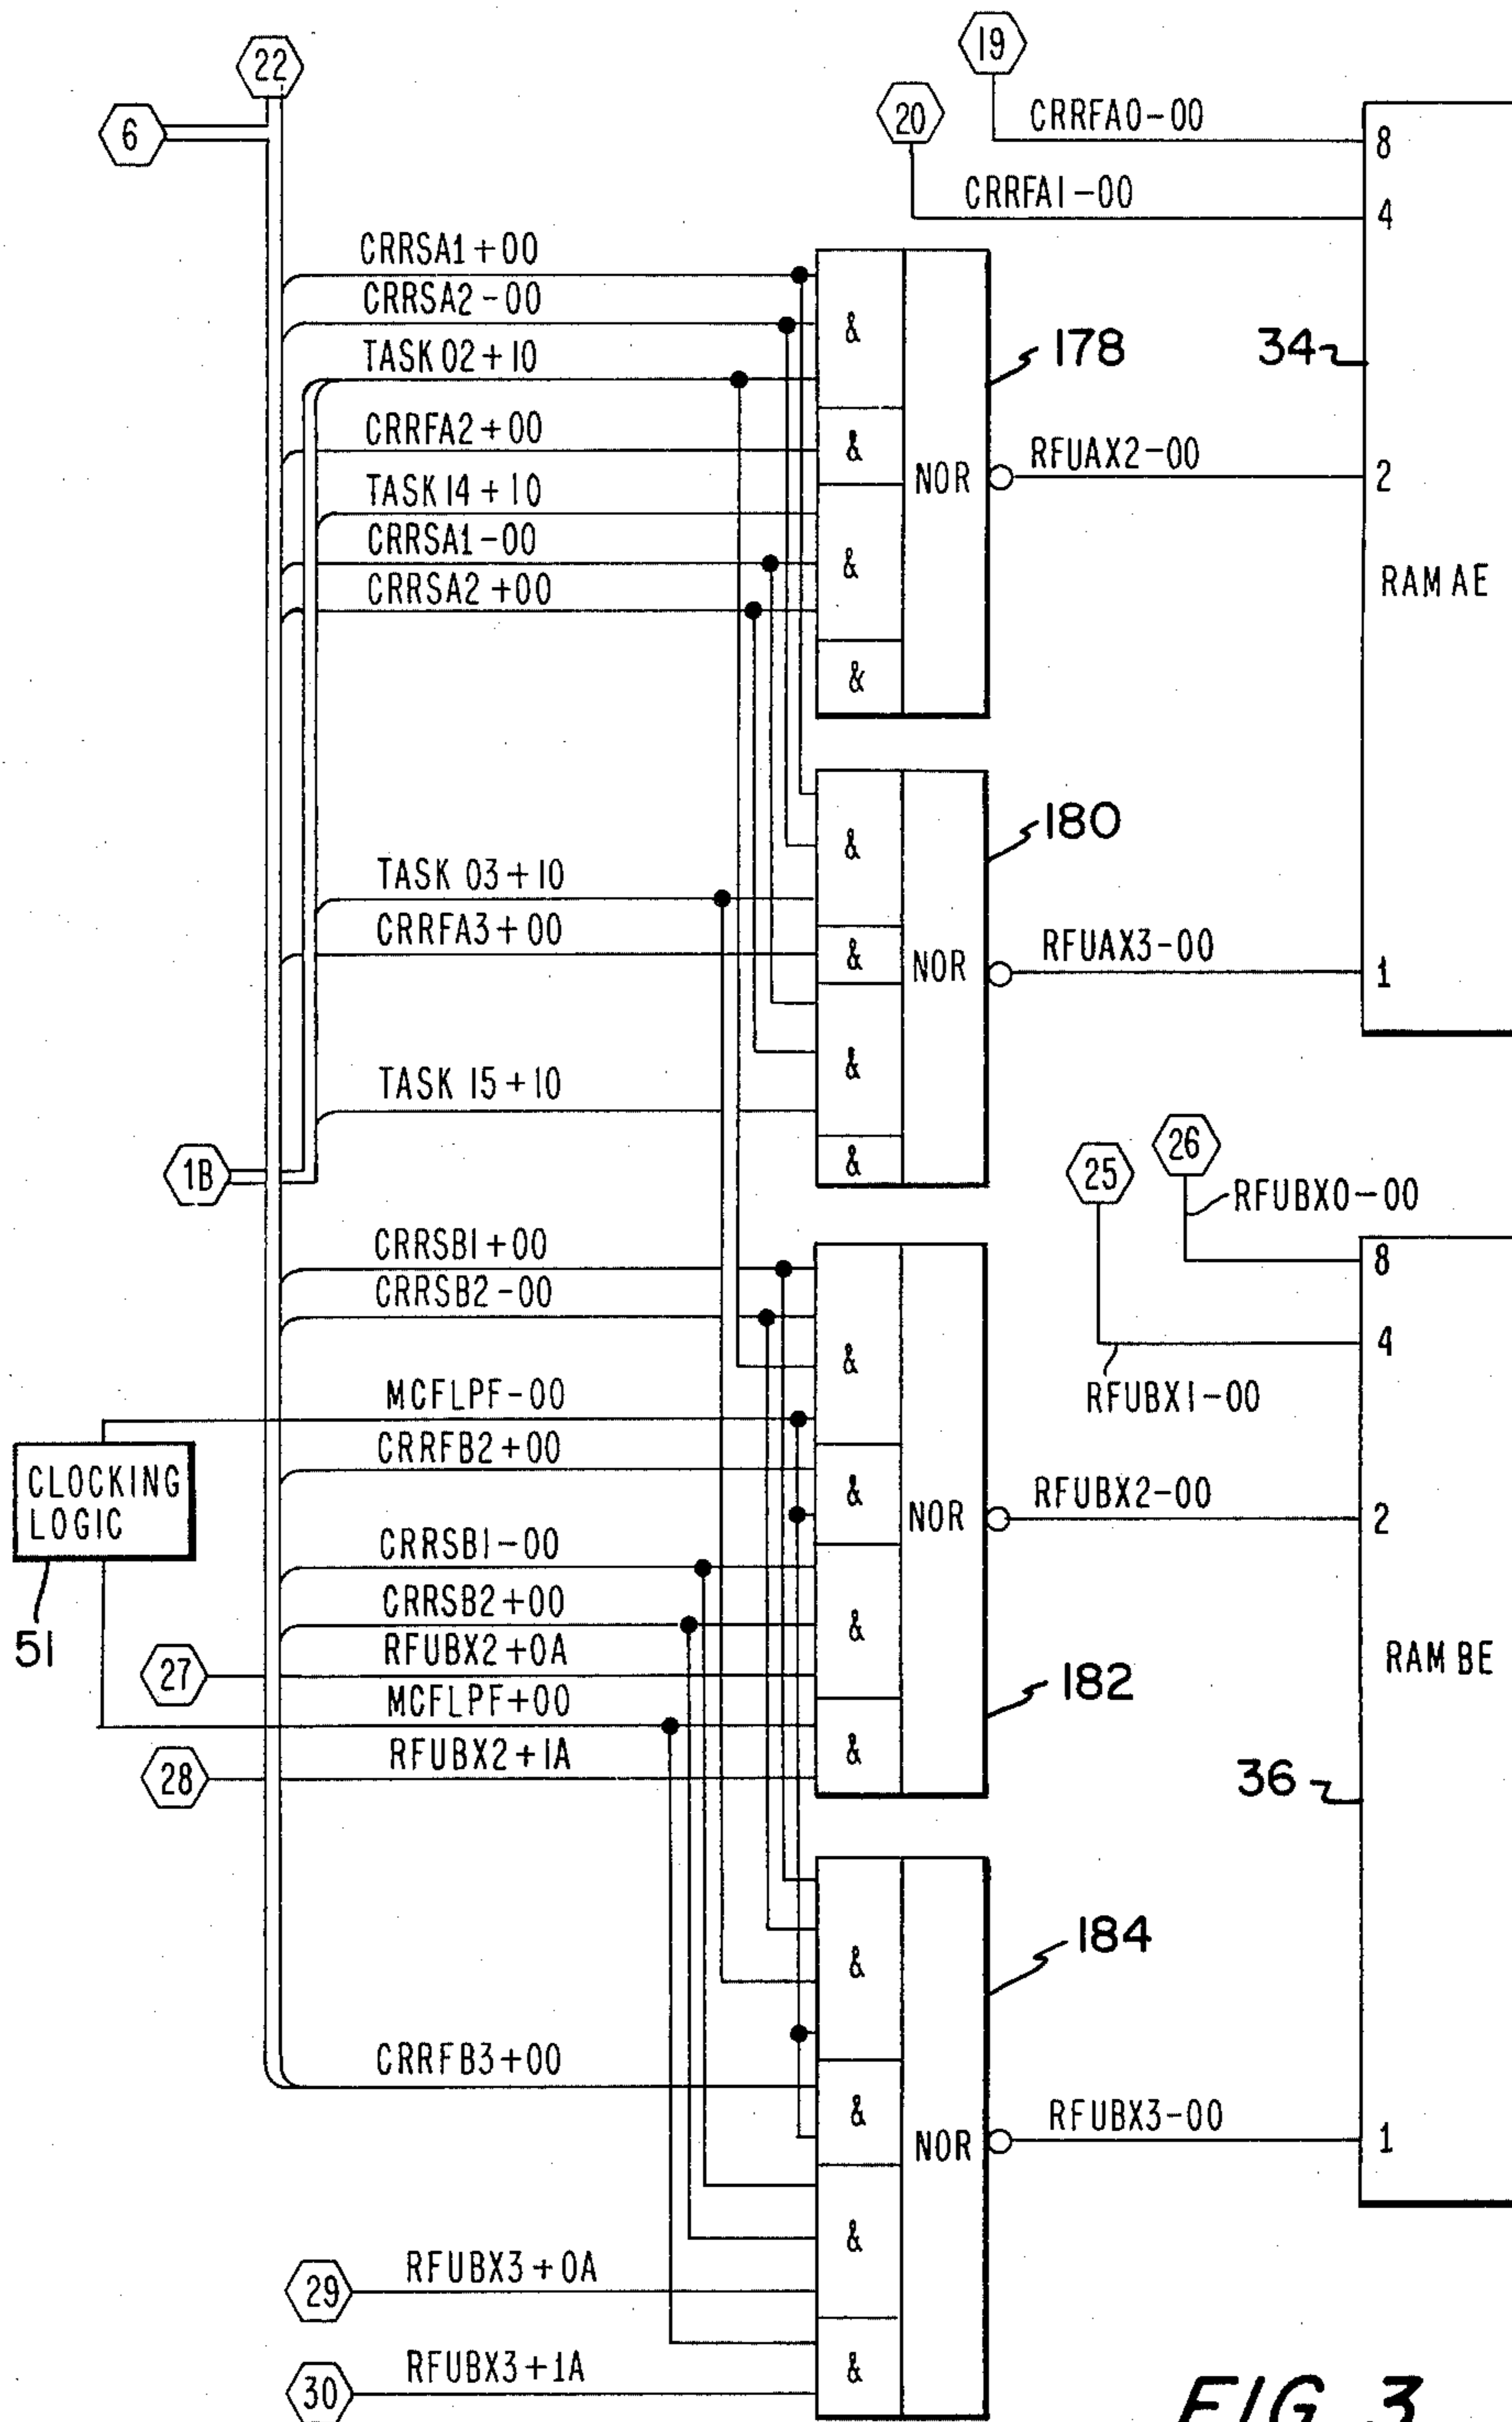 19
22
6
20
CRRFA0-00
8
CRRFA1-00
4
CRRSA1+00
CRRSA2-00
&
178
34
TASK 02+10
CRRFA2+00
&
NOR
RFUAX2-00
2
TASK 14+10
CRRSA1-00
&
CRRSA2+00
RAM AE
&
180
&
TASK 03+10
CRRFA3+00
&
NOR
RFUAX3-00
1
&
TASK 15+10
1B
&
25
26
RFUBX0-00
CRRSB1+00
8
CRRSB2-00
4
&
RFUBX1-00
MCFLPF-00
CLOCKING
LOGIC
51
CRRFB2+00
&
NOR
RFUBX2-00
2
CRRSB1-00
CRRSB2+00
&
27
RFUBX2+0A
RAM BE
182
MCFLPF+00
&
28
RFUBX2+1A
36
184
&
CRRFB3+00
&
NOR
RFUBX3-00
1
&
29
RFUBX3+0A
&
30
RFUBX3+1A
FIG. 3